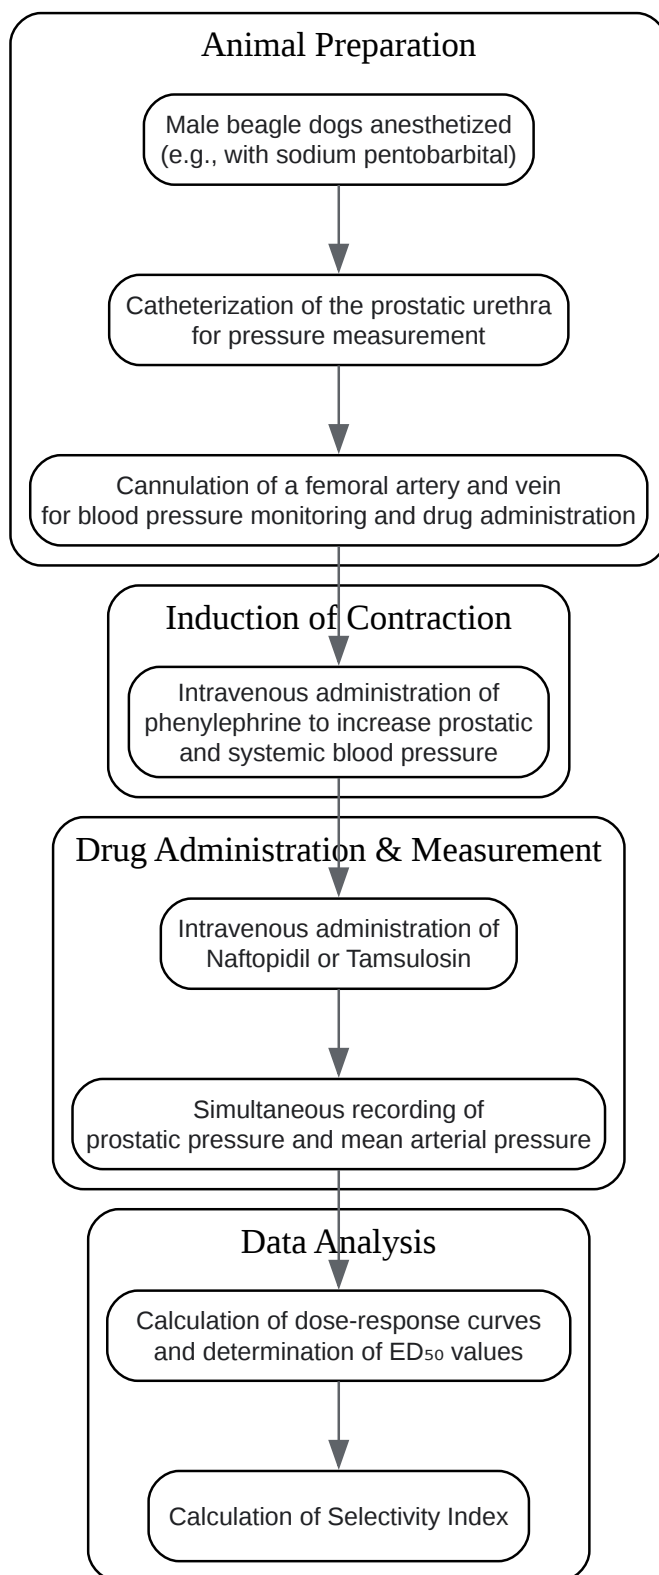 Animal Preparation
Male beagle dogs anesthetized
(e.g., with sodium pentobarbital)
Catheterization of the prostatic urethra
for pressure measurement
Cannulation of a femoral artery and vein
for blood pressure monitoring and drug administration
Induction of Contraction
Intravenous administration of
phenylephrine to increase prostatic
and systemic blood pressure
Drug Administration & Measurement
Intravenous administration of
Naftopidil or Tamsulosin
Simultaneous recording of
prostatic pressure and mean arterial pressure
Data Analysis
Calculation of dose-response curves
and determination of ED₅₀ values
Calculation of Selectivity Index